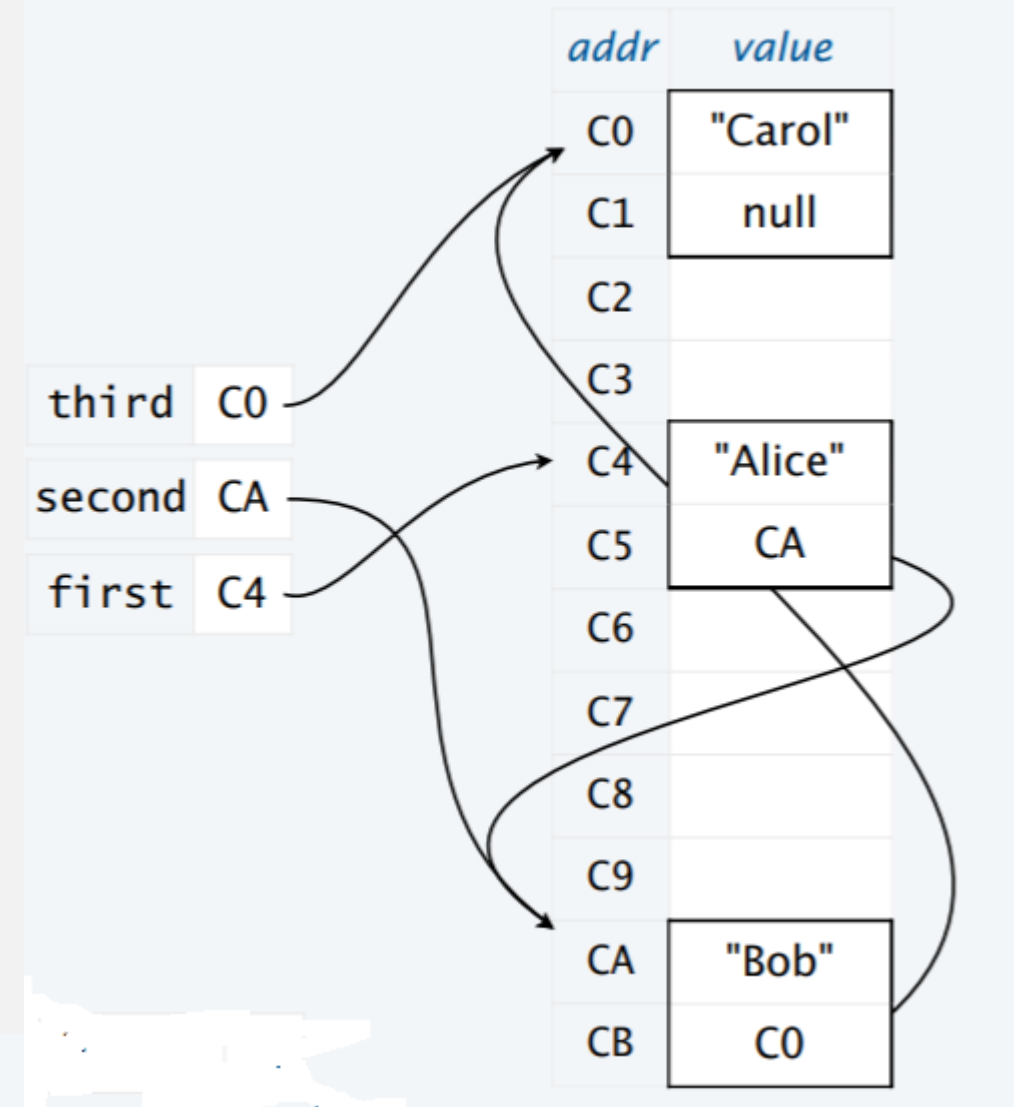 addr value
C0 "Carol"
C1 null
C2
C3
third C0
C4 "Alice"
second CA
C5 CA
first C4
C6
C7
C8
C9
CA "Bob"
CB C0